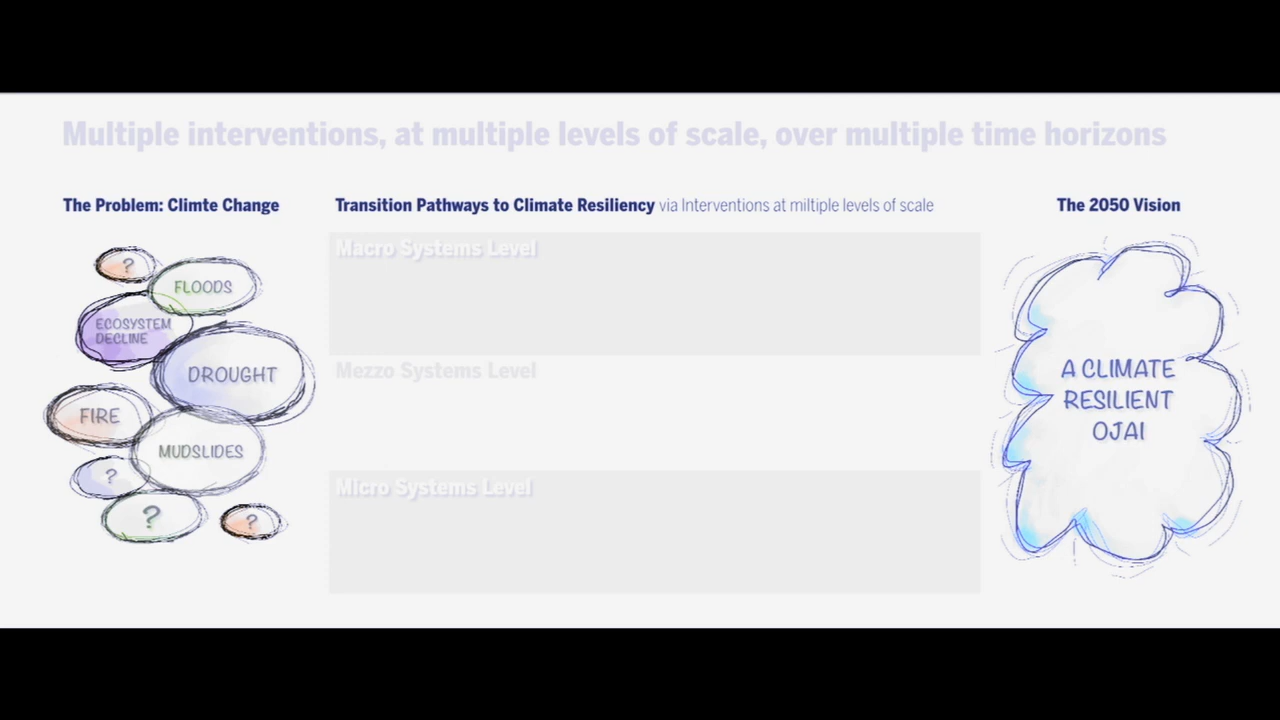 Multiple interventions, at multiple levels of scale, over multiple time horizons
The Problem: Climte Change
?
FLOODS
ECOSYSTEM
DECLINE
DROUGHT
FIRE
MUDSLIDES
?
?
?
Transition Pathways to Climate Resiliency via Interventions at miltiple levels of scale
Macro Systems Level
Mezzo Systems Level
Micro Systems Level
The 2050 Vision
A CLIMATE
RESILIENT
OJAI